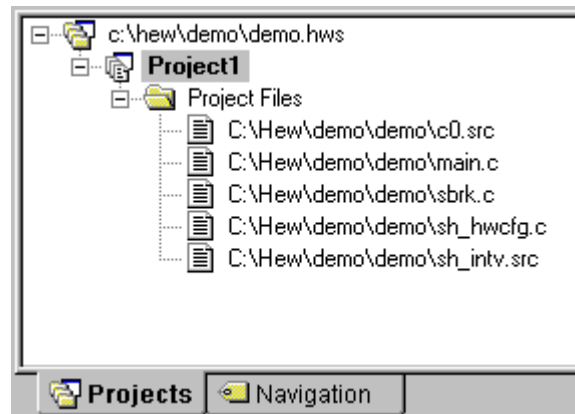 c:\hew\demo\demo.hws
Project1
Project Files
C:\Hew\demo\demo\c0.src
C:\Hew\demo\demo\main.c
C:\Hew\demo\demo\sbrk.c
C:\Hew\demo\demo\sh_hwcfg.c
C:\Hew\demo\demo\sh_intv.src
Projects Navigation